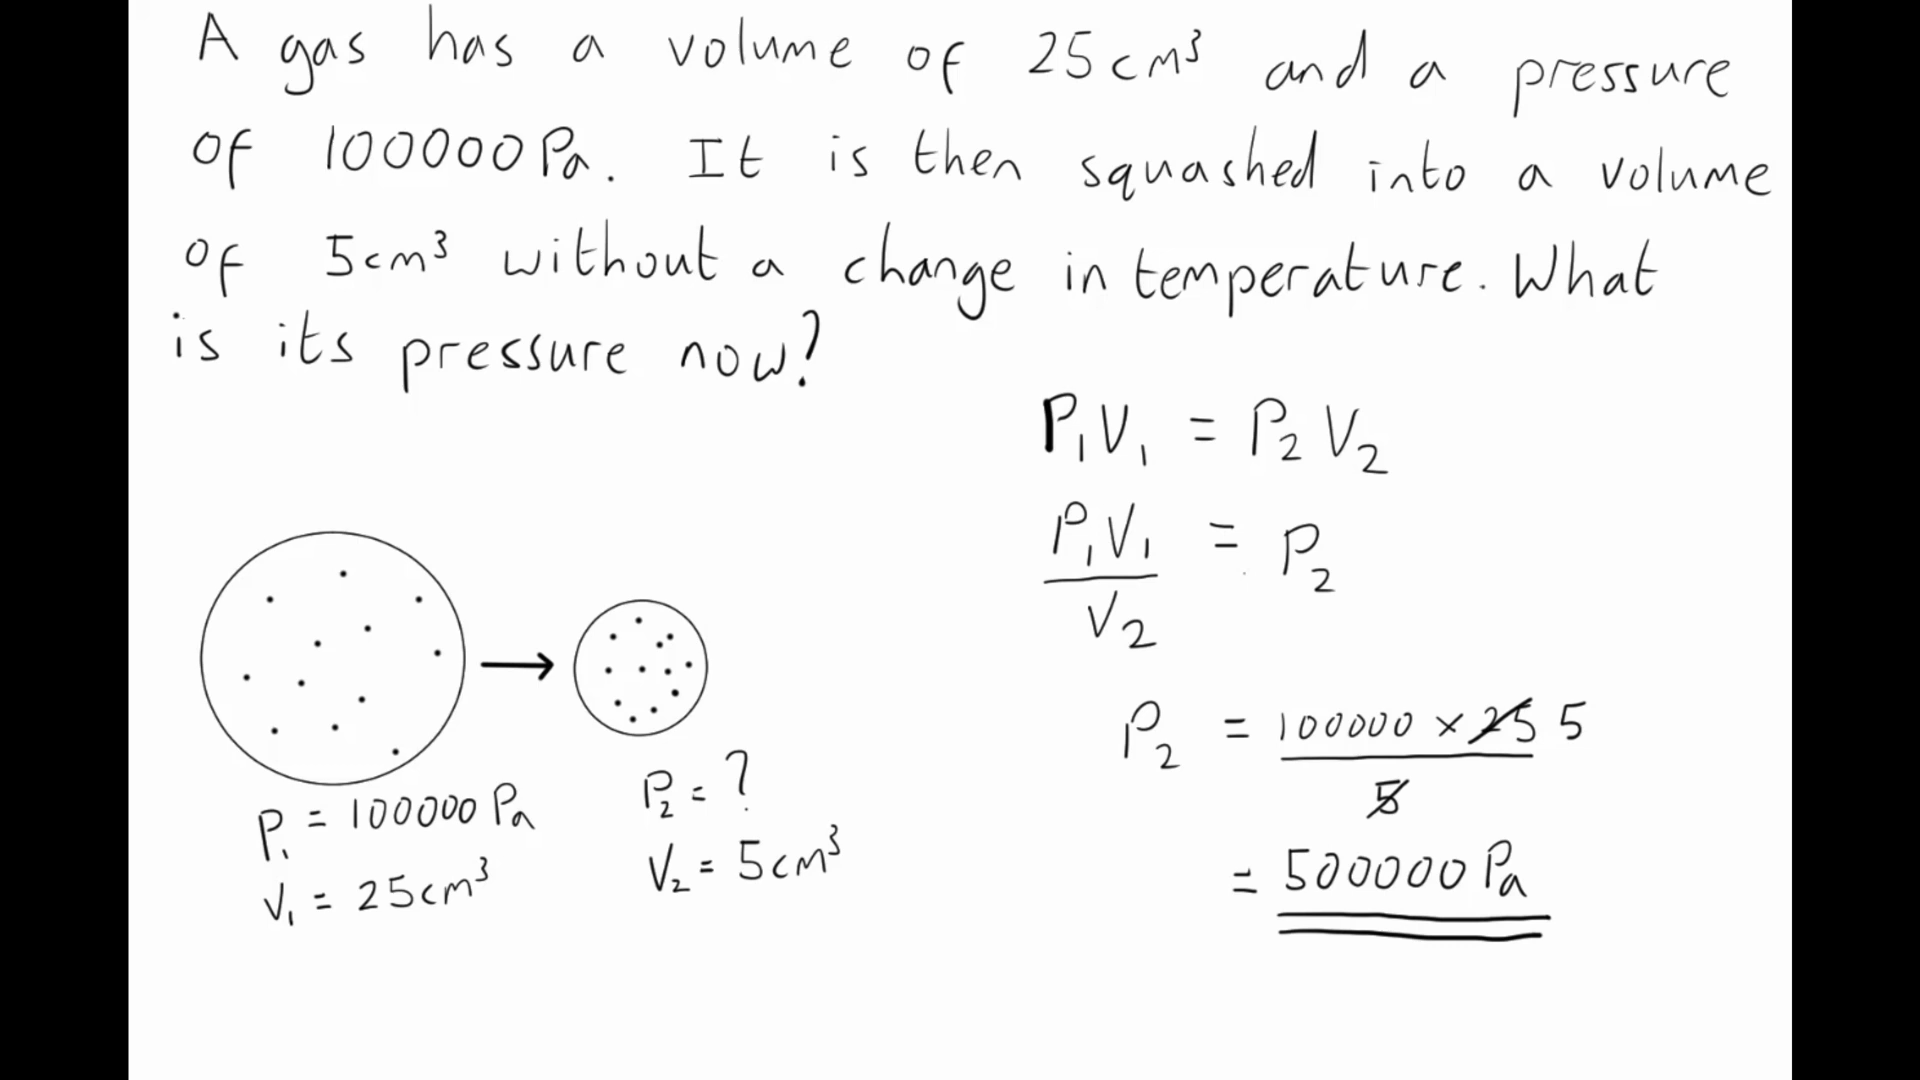 A gas has a volume of 25cm³ and a pressure
of 100000Pa. It is then squashed into a volume
of 5cm³ without a change in temperature. What
is its pressure now?
P₁V₁ = P₂V₂
P₁V₁ = P₂
V₂
P₂ = 100000 × 25 5
5
= 500000 Pa
P₁ = 100000 Pa
V₁ = 25cm³
P₂ = ?
V₂ = 5cm³